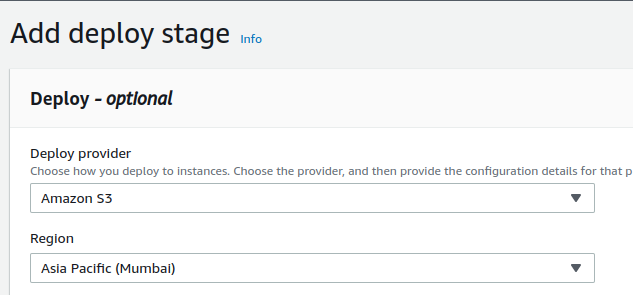 Add deploy stage Info
Deploy - optional
Deploy provider
Choose how you deploy to instances. Choose the provider, and then provide the configuration details for that p
Amazon S3
Region
Asia Pacific (Mumbai)